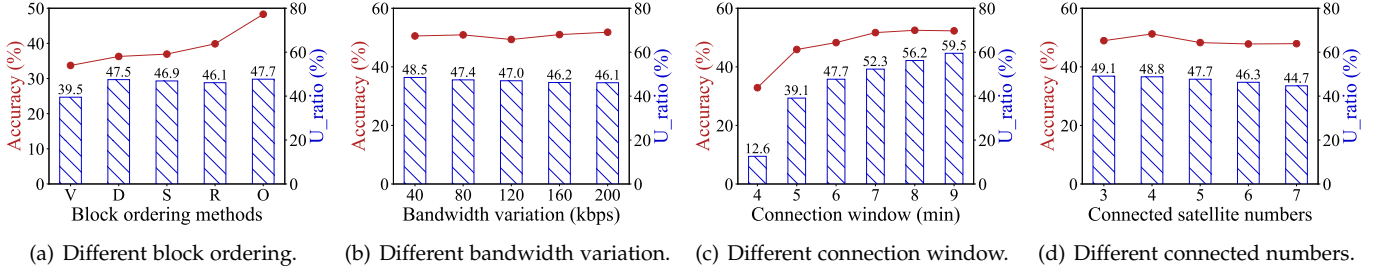 Accuracy (%)
50
40
30
20
10
0
39.5
47.5
46.9
46.1
47.7
80
60
40
20
0
U_ratio (%)
V D S R O
Block ordering methods
(a) Different block ordering.
Accuracy (%)
60
40
20
0
48.5
47.4
47.0
46.2
46.1
80
60
40
20
0
U_ratio (%)
40 80 120 160 200
Bandwidth variation (kbps)
(b) Different bandwidth variation.
Accuracy (%)
60
40
20
0
12.6
39.1
47.7
52.3
56.2
59.5
80
60
40
20
0
U_ratio (%)
4 5 6 7 8 9
Connection window (min)
(c) Different connection window.
Accuracy (%)
60
40
20
0
49.1
48.8
47.7
46.3
44.7
80
60
40
20
0
U_ratio (%)
3 4 5 6 7
Connected satellite numbers
(d) Different connected numbers.